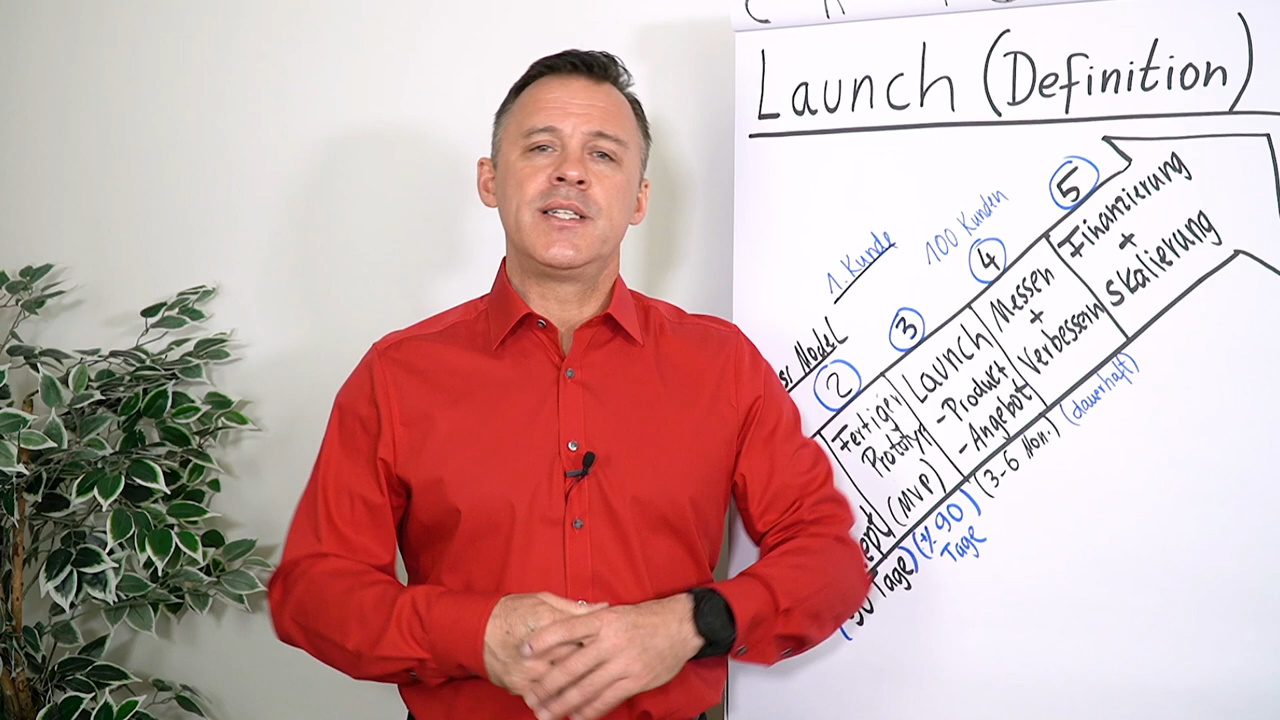 Launch (Definition)
5
Finanzierung
+
Skalierung
100 Kunden
4
Messen
+
Verbessern
(dauerhaft)
1. Kunde
3
Launch
- Produkt
- Angebot
(3-6 Mon.)
Model
2
Fertiger
Prototyp
(MVP)
(+/- 90)
Tage
Tage)